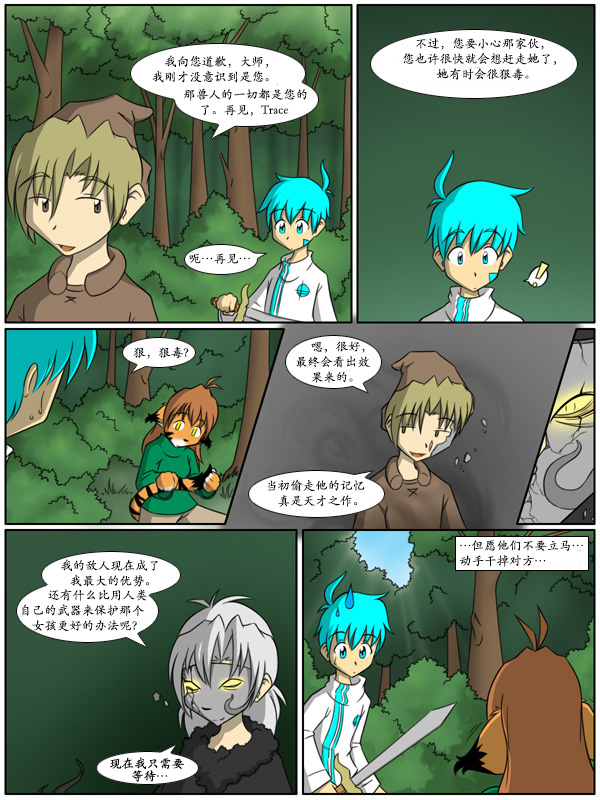 我向您道歉，大师，
我刚才没意识到是您。
那兽人的一切都是您的
了。再见，Trace
呃…再见…
不过，您要小心那家伙，
您也许很快就会想赶走她了，
她有时会很狠毒。
狠，狠毒？
嗯，很好，
最终会看出效
果来的。
当初偷走他的记忆
真是天才之作。
我的敌人现在成了
我最大的优势。
还有什么比用人类
自己的武器来保护那个
女孩更好的办法呢？
现在我只需要
等待…
…但愿他们不要立马…
动手干掉对方…